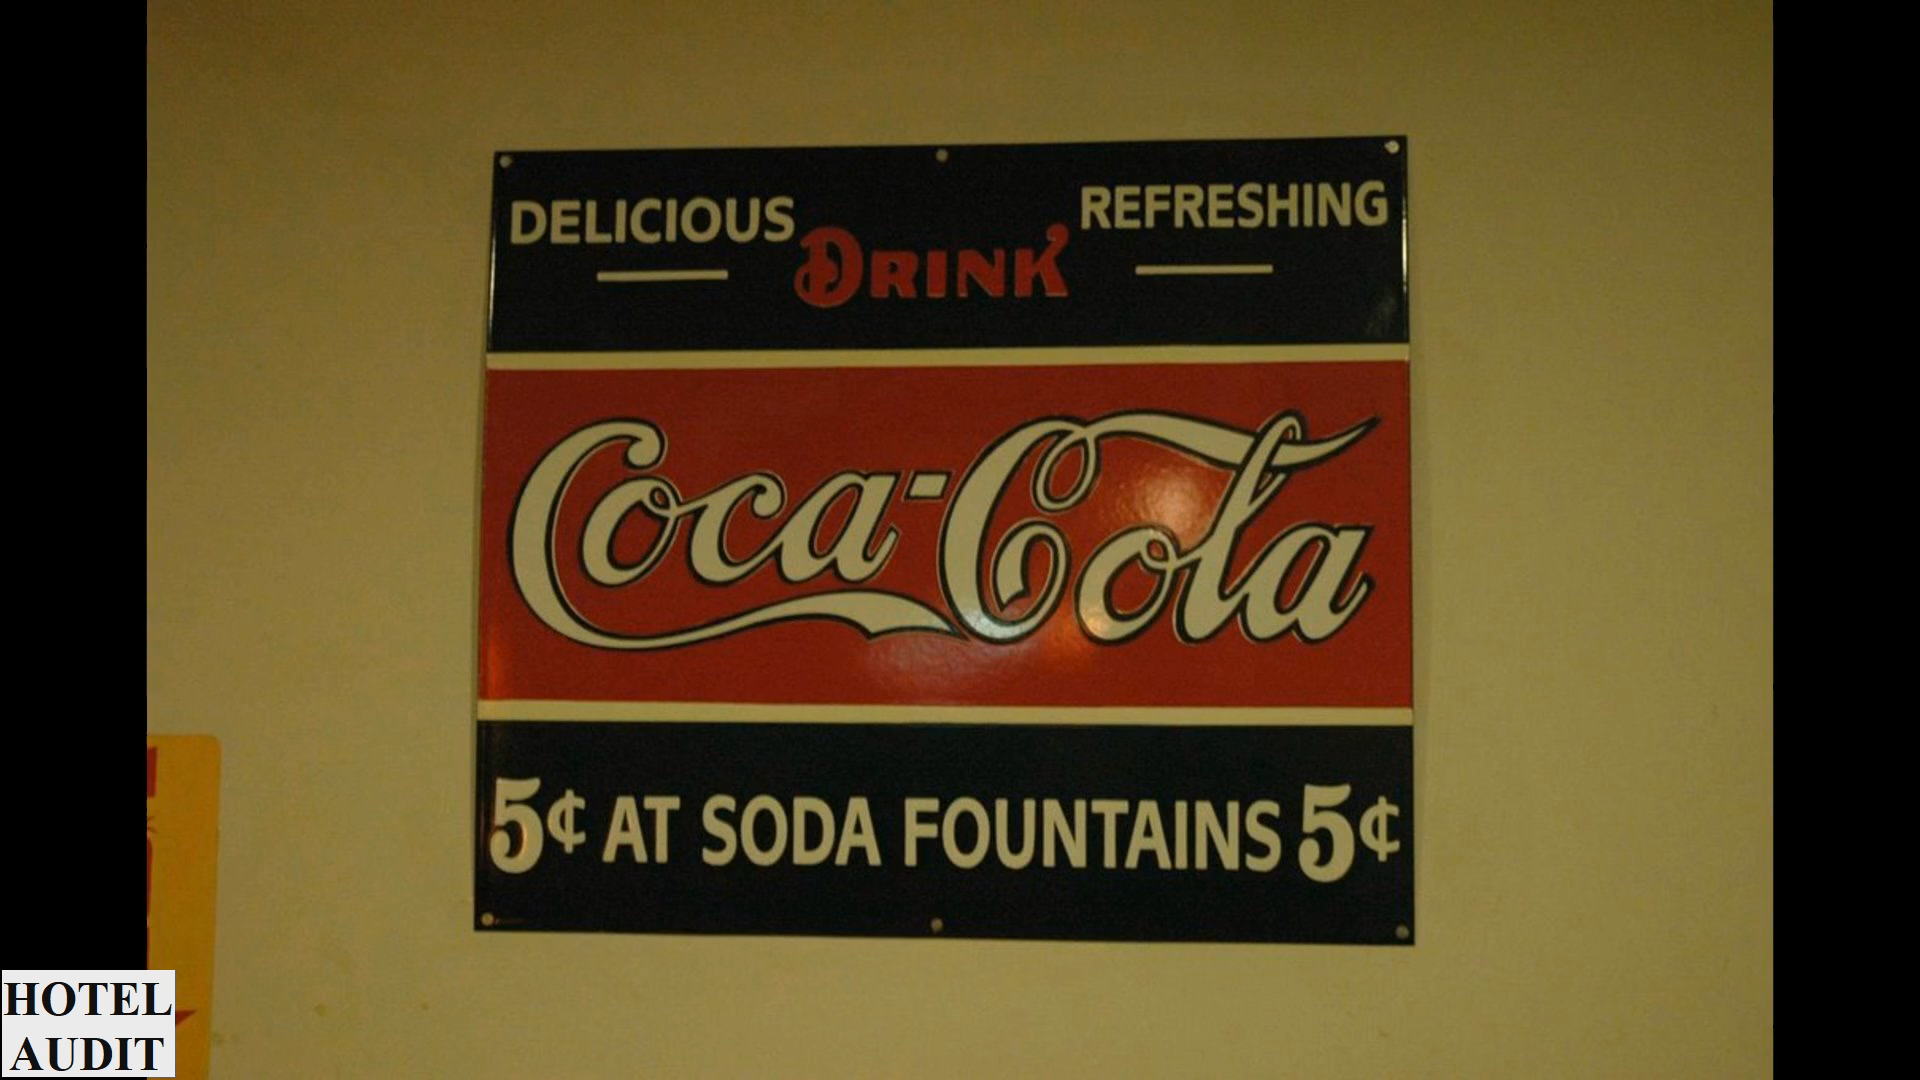 DELICIOUS
DRINK
REFRESHING
Coca-Cola
5¢ AT SODA FOUNTAINS 5¢
HOTEL
AUDIT